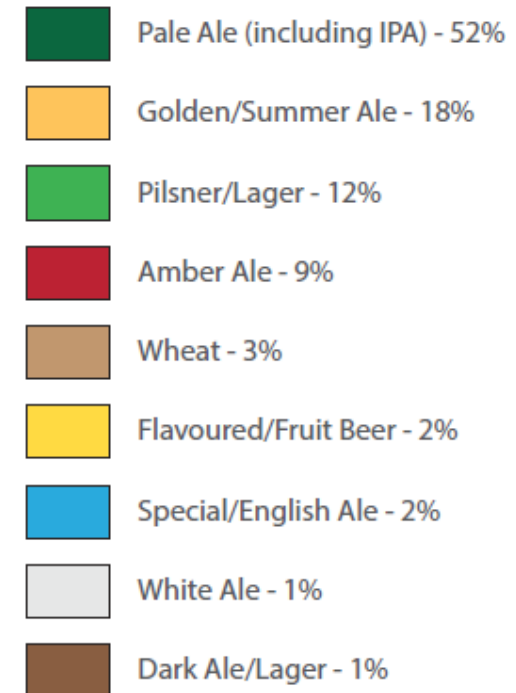 Pale Ale (including IPA) - 52%
Golden/Summer Ale - 18%
Pilsner/Lager - 12%
Amber Ale - 9%
Wheat - 3%
Flavoured/Fruit Beer - 2%
Special/English Ale - 2%
White Ale - 1%
Dark Ale/Lager - 1%